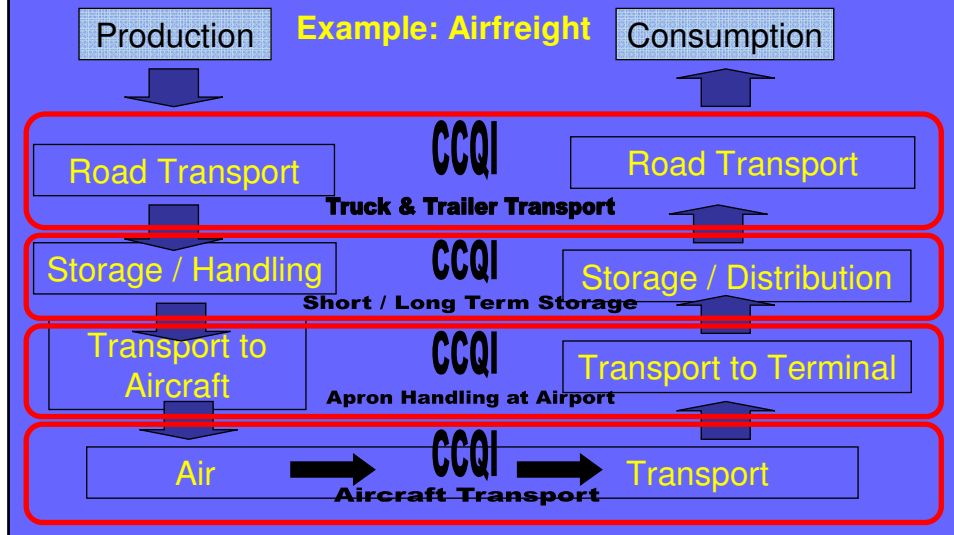 Production
Example: Airfreight
Consumption
CCQI
Road Transport
Road Transport
Truck & Trailer Transport
CCQI
Storage / Handling
Storage / Distribution
Short / Long Term Storage
CCQI
Transport to
Aircraft
Transport to Terminal
Apron Handling at Airport
CCQI
Air
Transport
Aircraft Transport